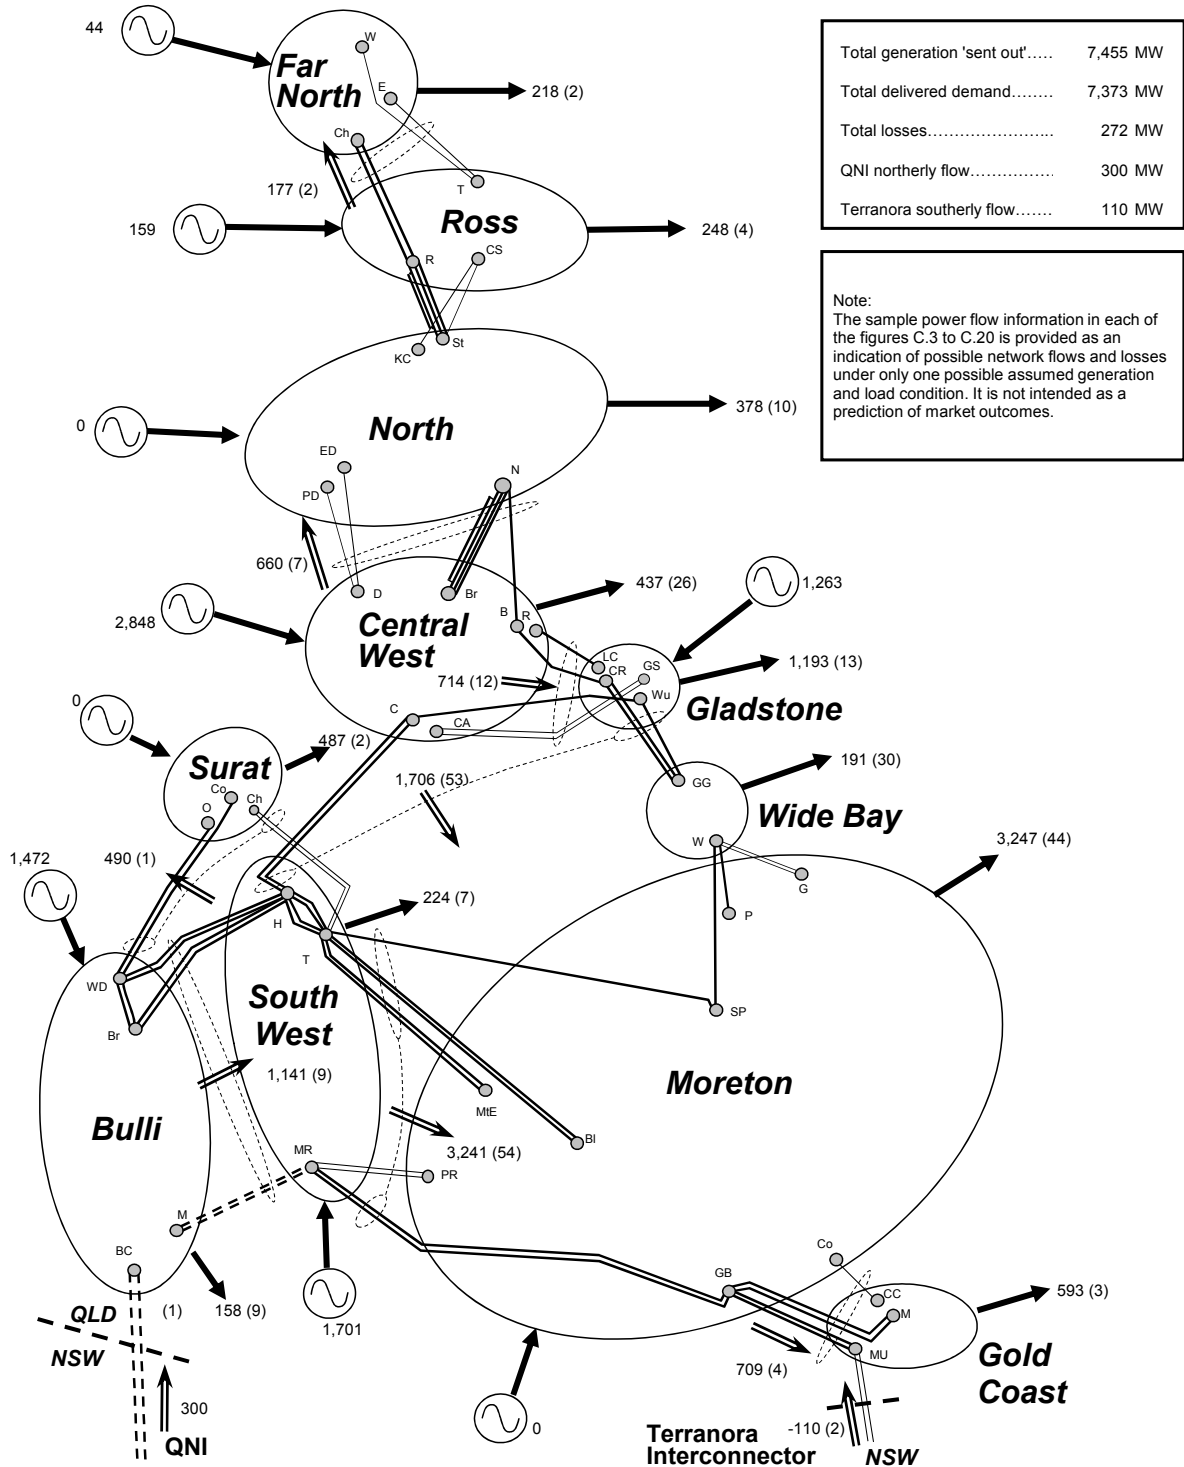 44
W
Far
North
E
218 (2)
Ch
177 (2)
T
159
Ross
248 (4)
CS
R
St
KC
Total generation 'sent out'..... 7,455 MW
Total delivered demand........ 7,373 MW
Total losses......................... 272 MW
QNI northerly flow................ 300 MW
Terranora southerly flow....... 110 MW
Note:
The sample power flow information in each of
the figures C.3 to C.20 is provided as an
indication of possible network flows and losses
under only one possible assumed generation
and load condition. It is not intended as a
prediction of market outcomes.
0
378 (10)
North
ED
PD
N
660 (7)
2,848
D
Br
Central
West
437 (26)
1,263
B
R
LC
CR
GS
Wu
1,193 (13)
714 (12)
Gladstone
C
CA
0
487 (2)
Surat
Co
Ch
O
1,706 (53)
GG
191 (30)
Wide Bay
W
G
P
3,247 (44)
1,472
490 (1)
224 (7)
H
T
WD
Br
South
West
SP
1,141 (9)
Moreton
MtE
Bulli
Bl
3,241 (54)
MR
PR
M
BC
158 (9)
(1)
QLD
NSW
1,701
300
QNI
GB
Co
CC
M
MU
593 (3)
709 (4)
Gold
Coast
0
-110 (2)
Terranora
Interconnector
NSW